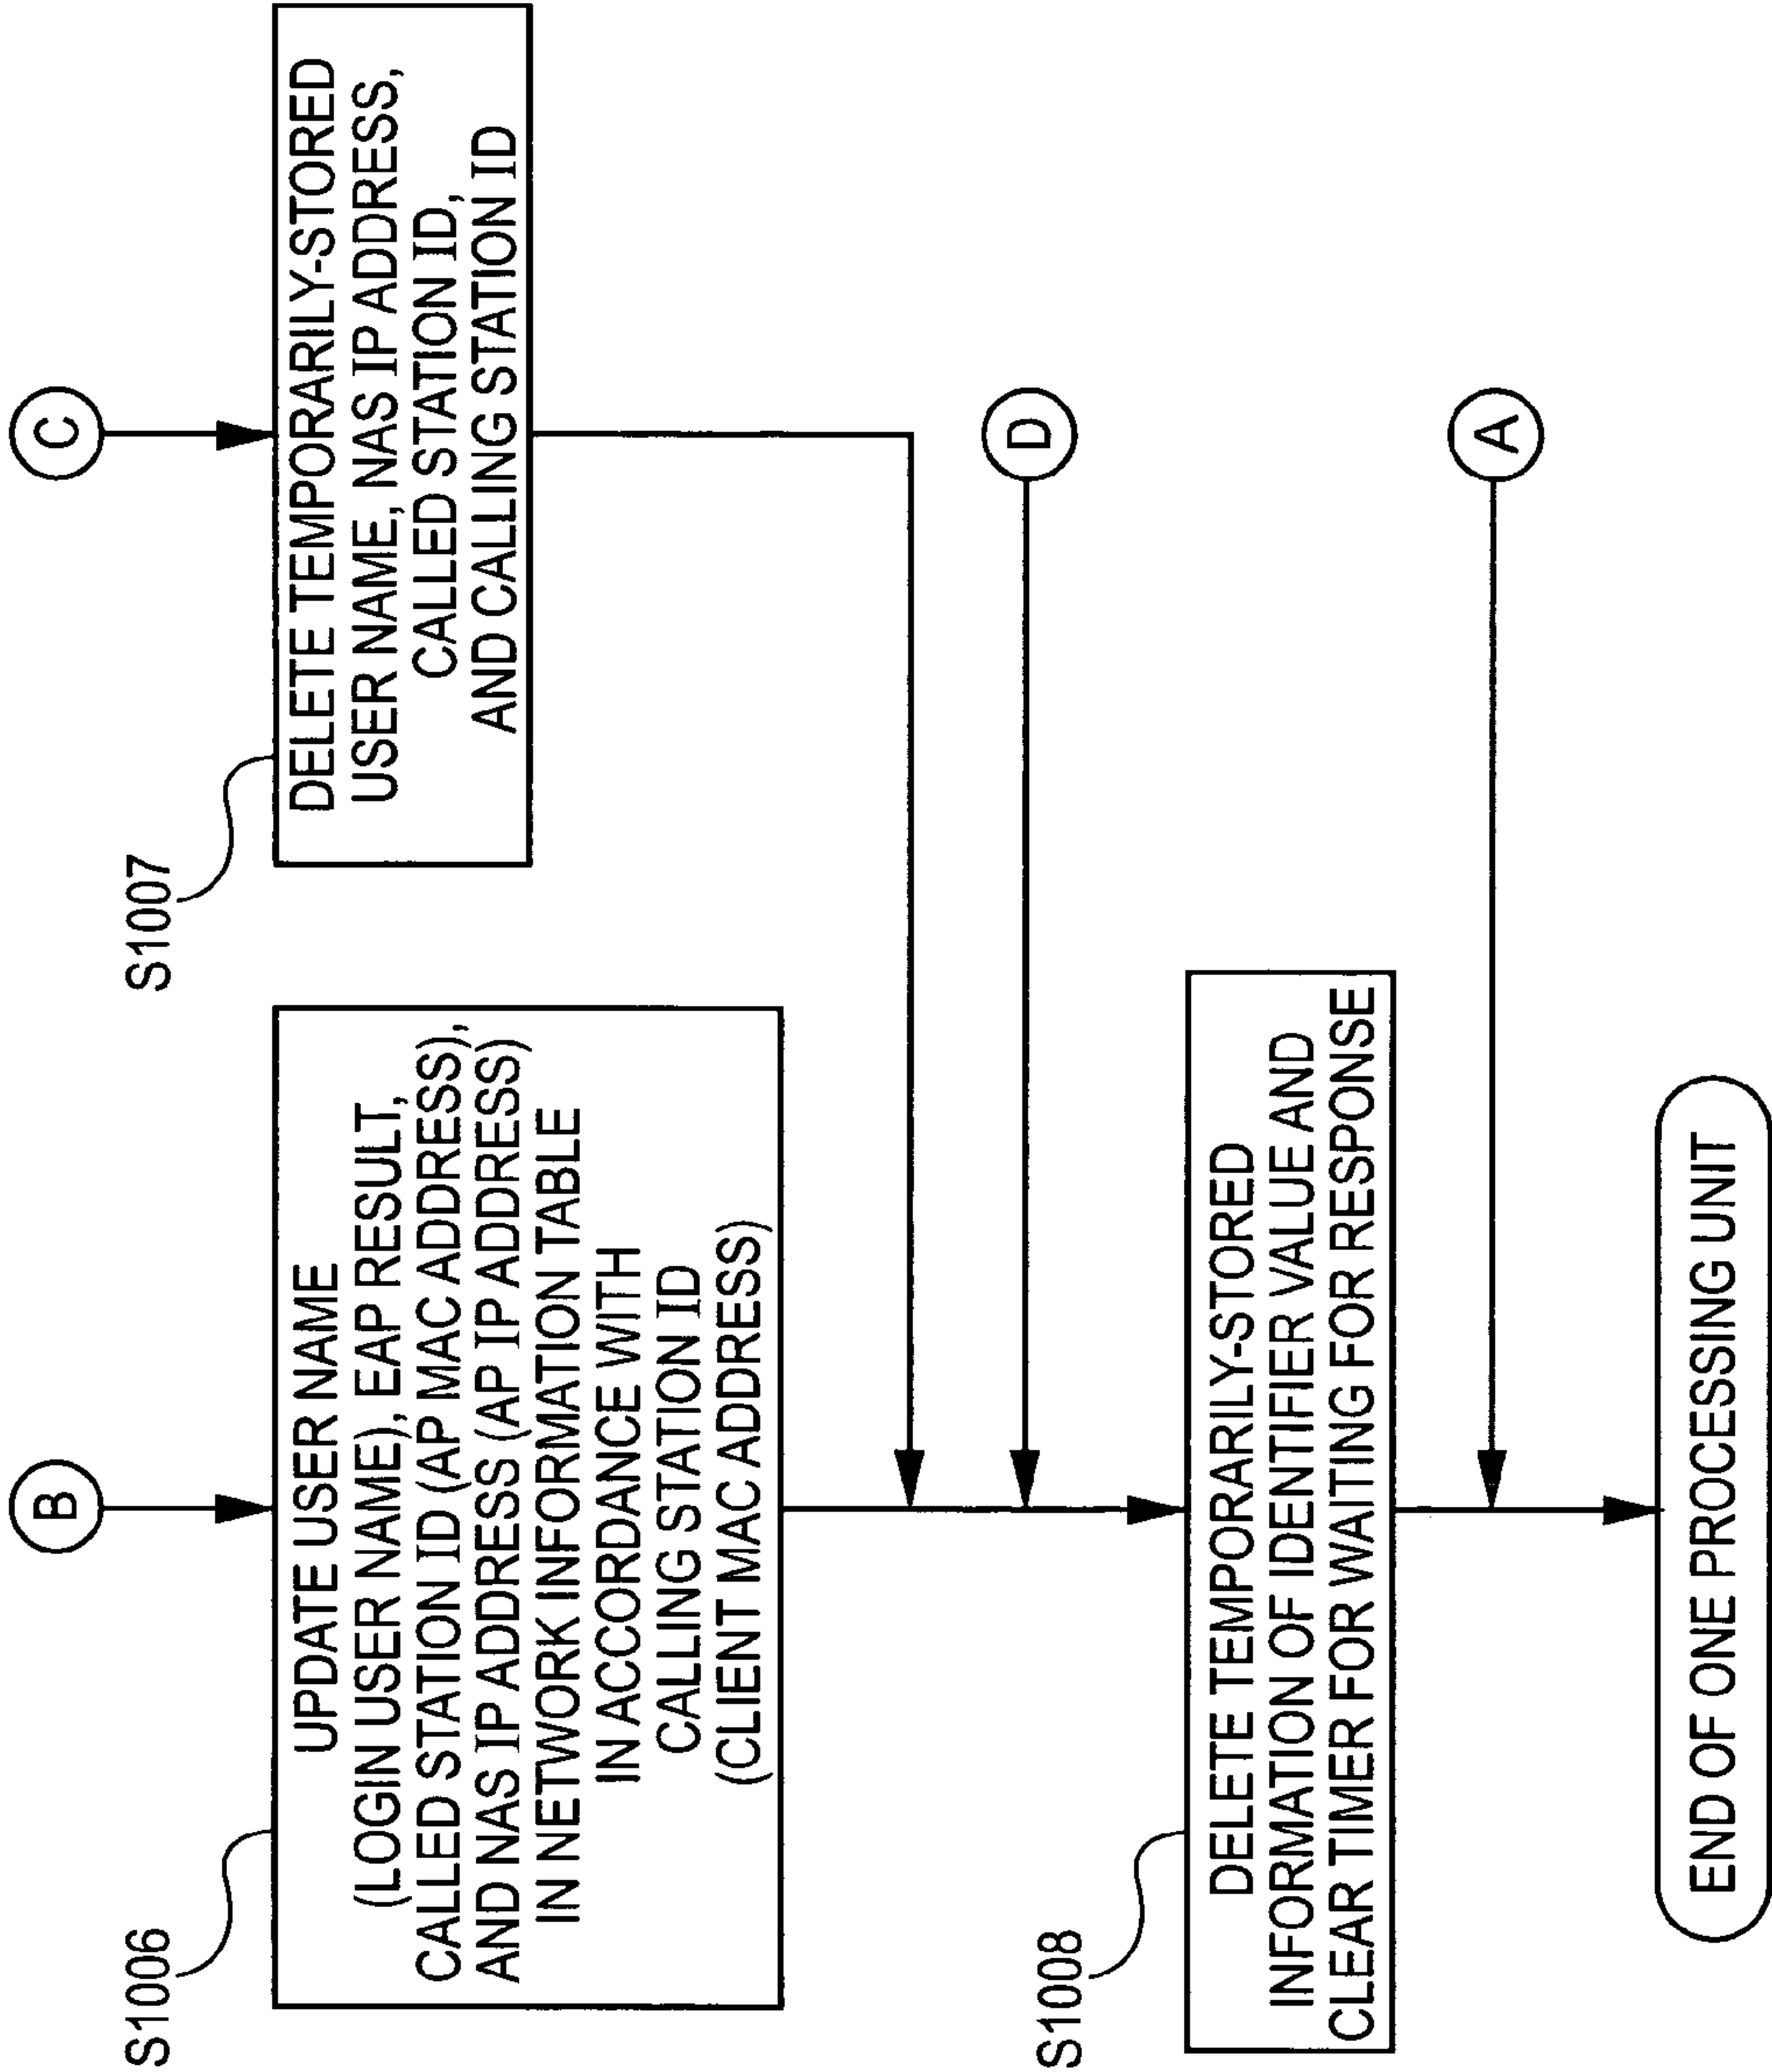 B
S1006
UPDATE USER NAME
(LOGIN USER NAME), EAP RESULT,
CALLED STATION ID (AP MAC ADDRESS),
AND NAS IP ADDRESS (AP IP ADDRESS)
IN NETWORK INFORMATION TABLE
IN ACCORDANCE WITH
CALLING STATION ID
(CLIENT MAC ADDRESS)
C
S1007
DELETE TEMPORARILY-STORED
USER NAME, NAS IP ADDRESS,
CALLED STATION ID,
AND CALLING STATION ID
D
S1008
DELETE TEMPORARILY-STORED
INFORMATION OF IDENTIFIER VALUE AND
CLEAR TIMER FOR WAITING FOR RESPONSE
A
END OF ONE PROCESSING UNIT